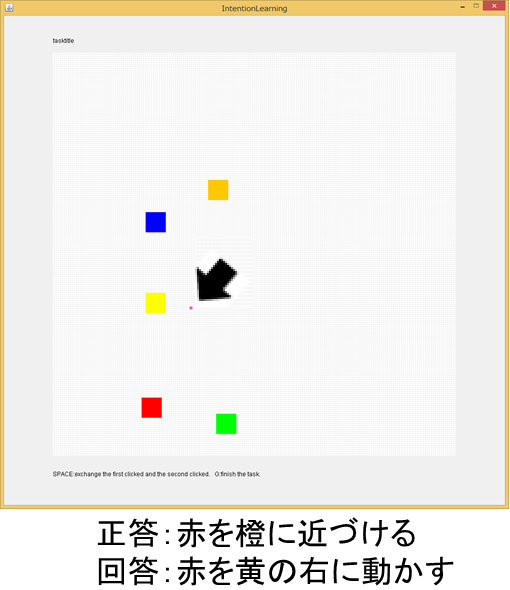 IntentionLearning
tasktitle
SPACE:exchange the first clicked and the second clicked. G:finish the task.
正答：赤を橙に近づける
回答：赤を黄の右に動かす